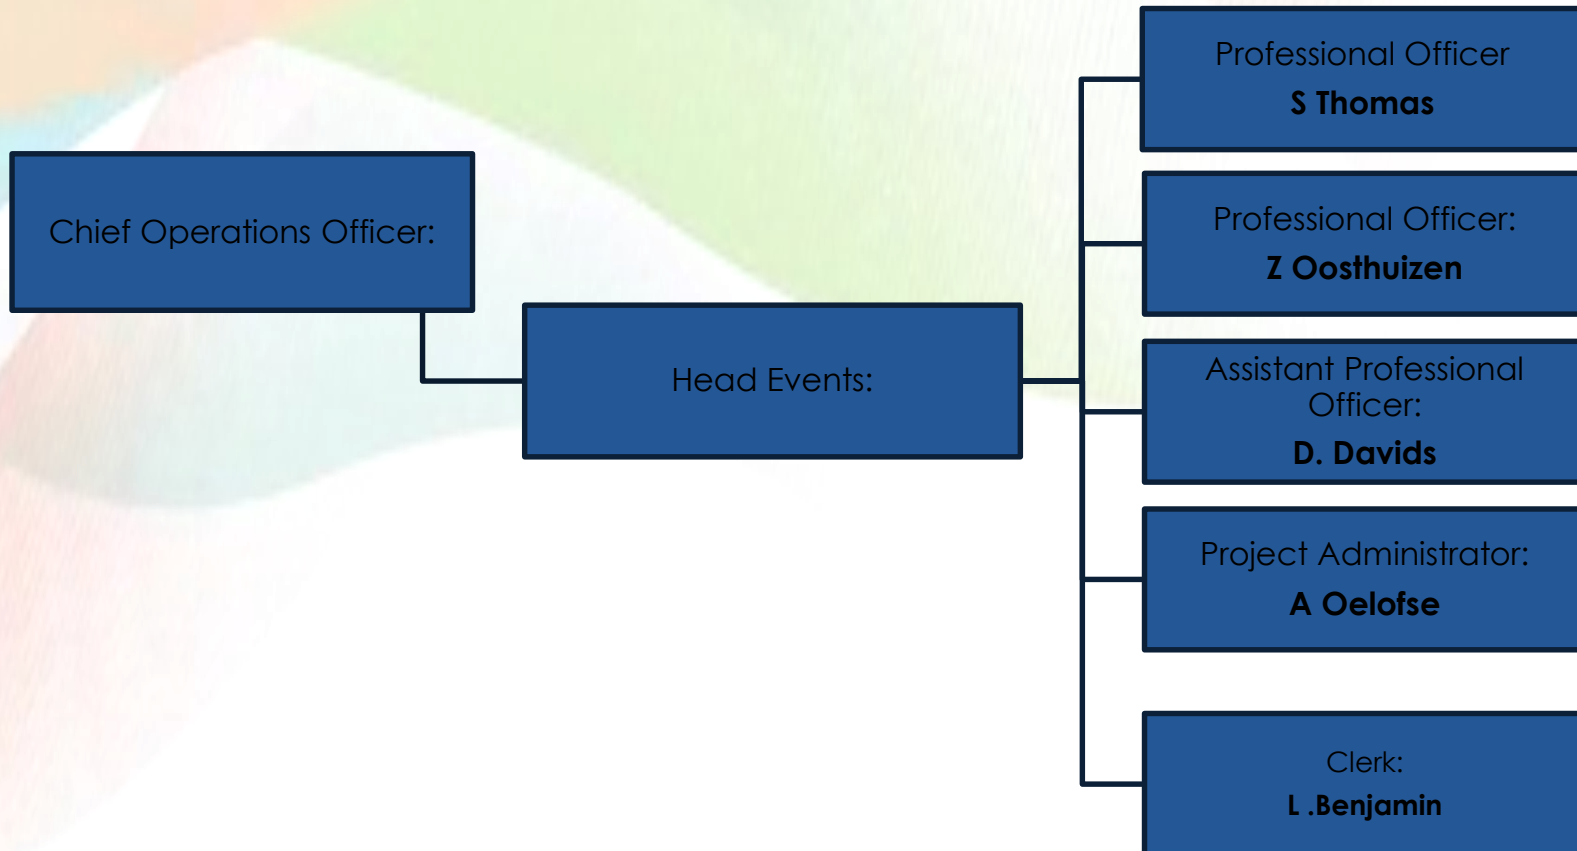 Chief Operations Officer:
Head Events:
Professional Officer
S Thomas
Professional Officer:
Z Oosthuizen
Assistant Professional
Officer:
D. Davids
Project Administrator:
A Oelofse
Clerk:
L .Benjamin